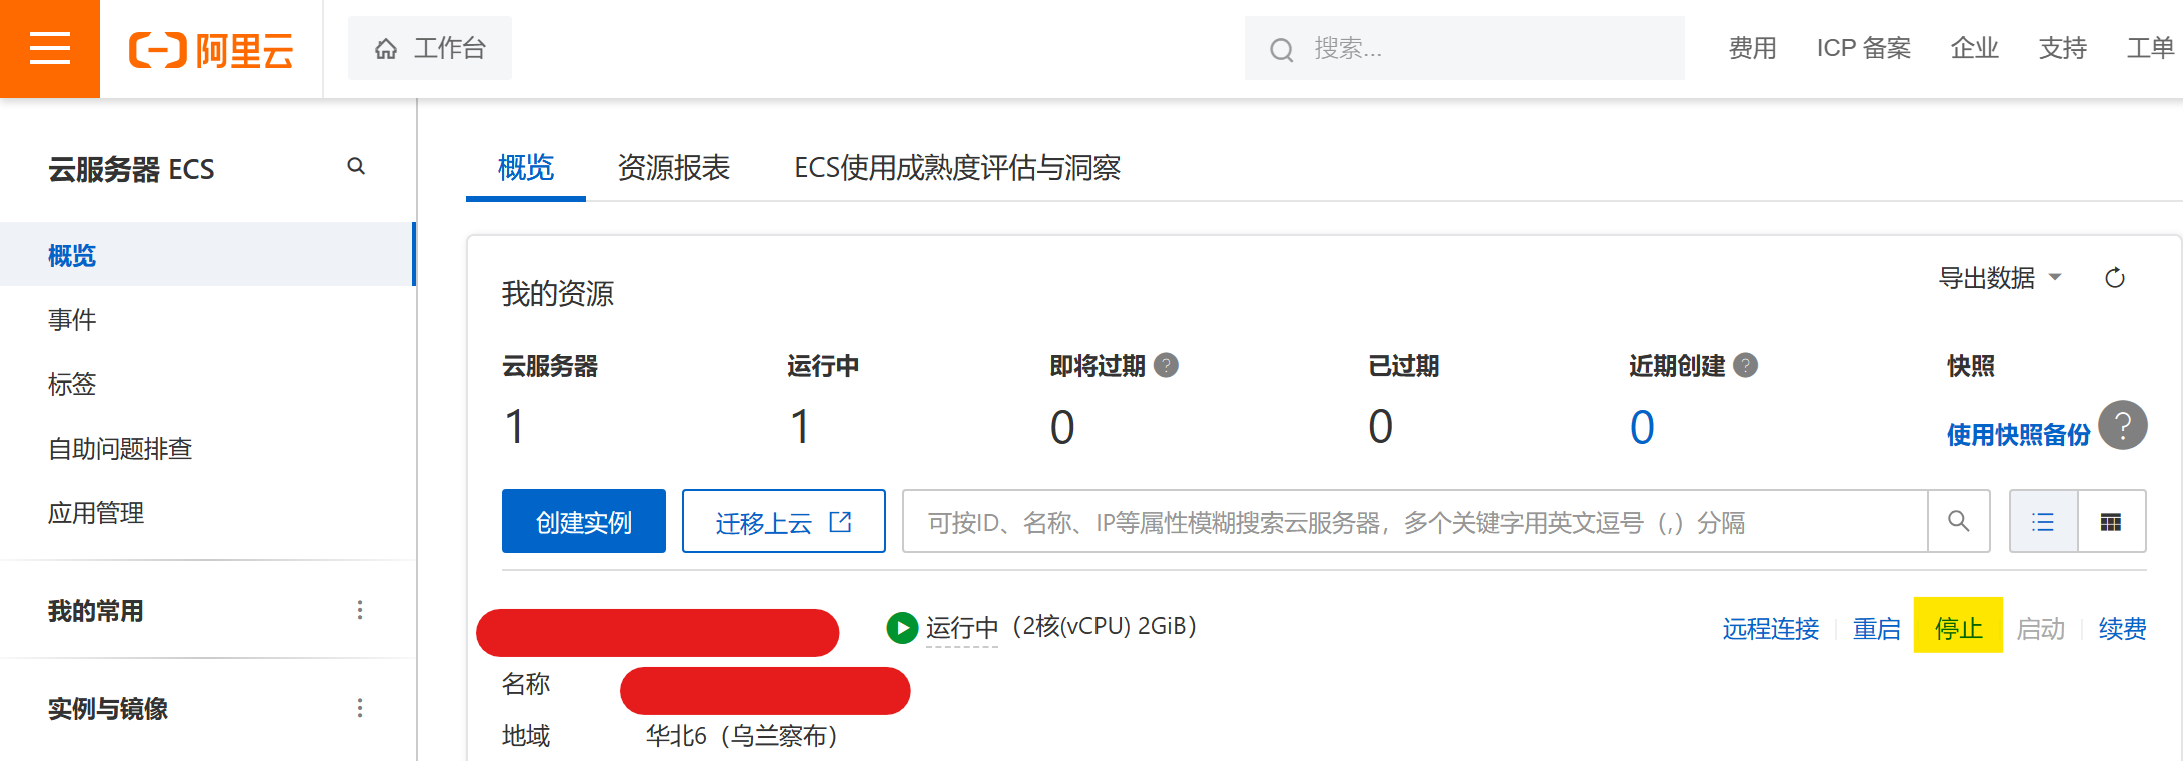 阿里云 工作台 搜索... 费用 ICP 备案 企业 支持 工单
云服务器 ECS
概览
事件
标签
自助问题排查
应用管理
我的常用
实例与镜像
概览 资源报表 ECS使用成熟度评估与洞察
我的资源 导出数据
云服务器 运行中 即将过期 ? 已过期 近期创建 ? 快照
1 1 0 0 0 使用快照备份 ?
创建实例 迁移上云 可按ID、名称、IP等属性模糊搜索云服务器，多个关键字用英文逗号（,）分隔
运行中（2核(vCPU) 2GiB） 远程连接 重启 停止 启动 续费
名称
地域 华北6（乌兰察布）